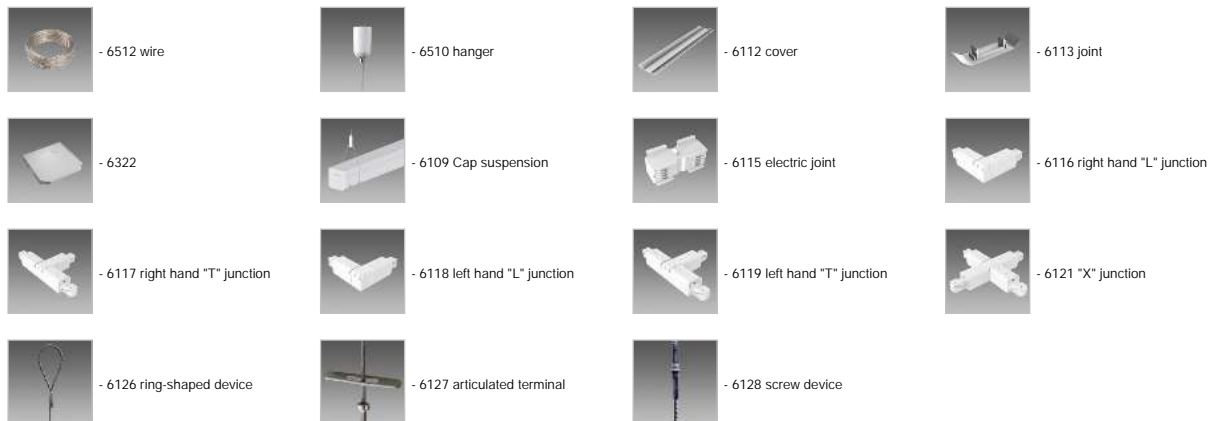 - 6512 wire
- 6510 hanger
- 6112 cover
- 6113 joint
- 6322
- 6109 Cap suspension
- 6115 electric joint
- 6116 right hand "L" junction
- 6117 right hand "T" junction
- 6118 left hand "L" junction
- 6119 left hand "T" junction
- 6121 "X" junction
- 6126 ring-shaped device
- 6127 articulated terminal
- 6128 screw device